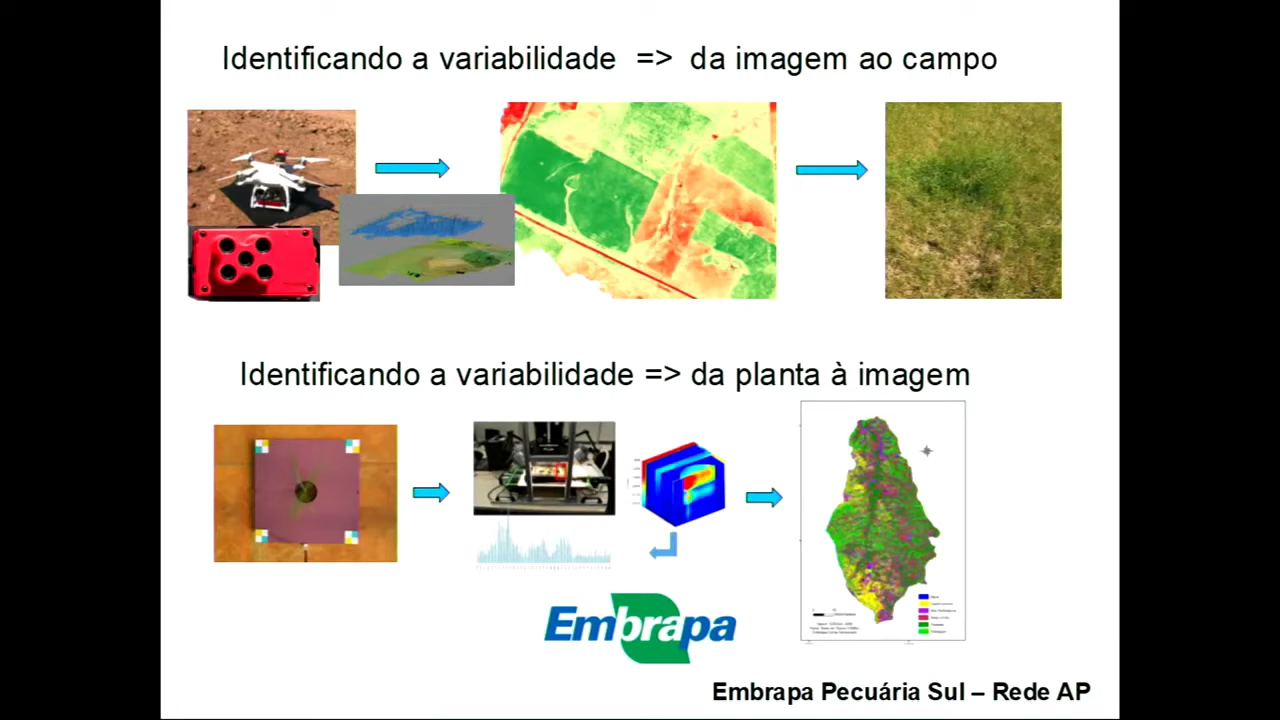 Identificando a variabilidade => da imagem ao campo
Identificando a variabilidade => da planta à imagem
Embrapa
Embrapa Pecuária Sul – Rede AP